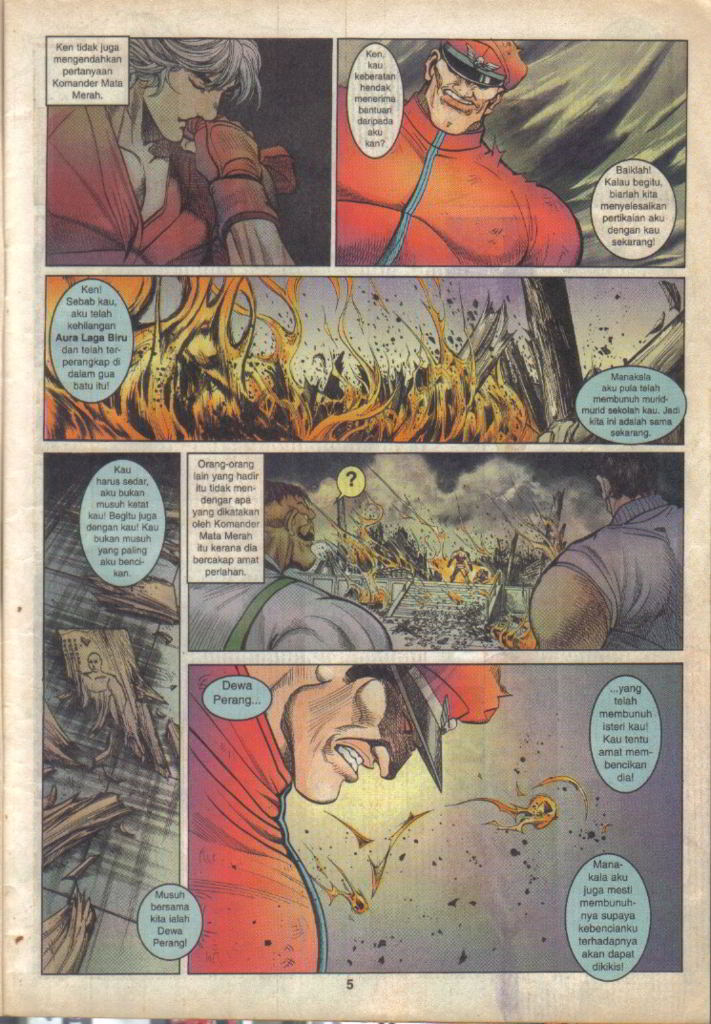 Ken tidak juga
mengendahkan
pertanyaan
Komander Mata
Merah.
Ken,
kau
keberatan
hendak
menerima
bantuan
daripada
aku
kan?
Baiklah!
Kalau begitu,
biarlah kita
menyelesaikan
pertikaian aku
dengan kau
sekarang!
Ken!
Sebab kau,
aku telah
kehilangan
Aura Laga Biru
dan telah ter-
perangkap di
dalam gua
batu itu!
Manakala
aku pula telah
membunuh murid-
murid sekolah kau. Jadi
kita ini adalah sama
sekarang.
Kau
harus sedar,
aku bukan
musuh ketat
kau! Begitu juga
dengan kau! Kau
bukan musuh
yang paling
aku benci-
kan.
Orang-orang
lain yang hadir
itu tidak men-
dengar apa
yang dikatakan
oleh Komander
Mata Merah
itu kerana dia
bercakap amat
perlahan.
?
Musuh
bersama
kita ialah
Dewa
Perang!
Dewa
Perang...
...yang
telah
membunuh
isteri kau!
Kau tentu
amat mem-
bencikan
dia!
Mana-
kala aku
juga mesti
membunuh-
nya supaya
kebencianku
terhadapnya
akan dapat
dikikis!
5